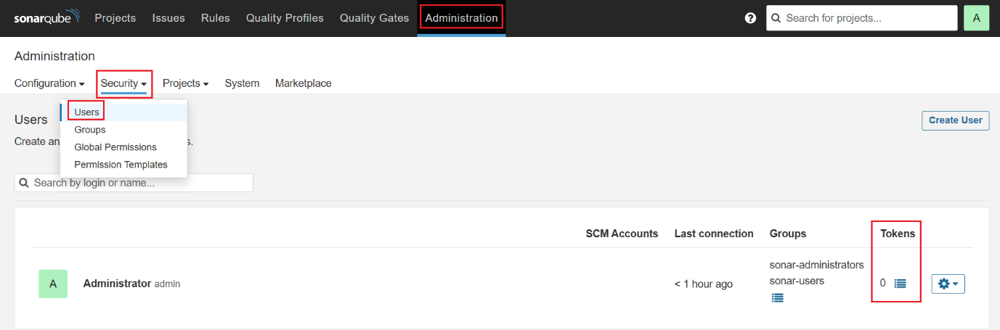 sonarqube Projects Issues Rules Quality Profiles Quality Gates Administration ? Search for projects... A
Administration
Configuration Security Projects System Marketplace
Users
Users
Create User
Groups
Create an s.
Global Permissions
Permission Templates
Search by login or name...
SCM Accounts Last connection Groups Tokens
sonar-administrators
A Administrator admin < 1 hour ago sonar-users 0